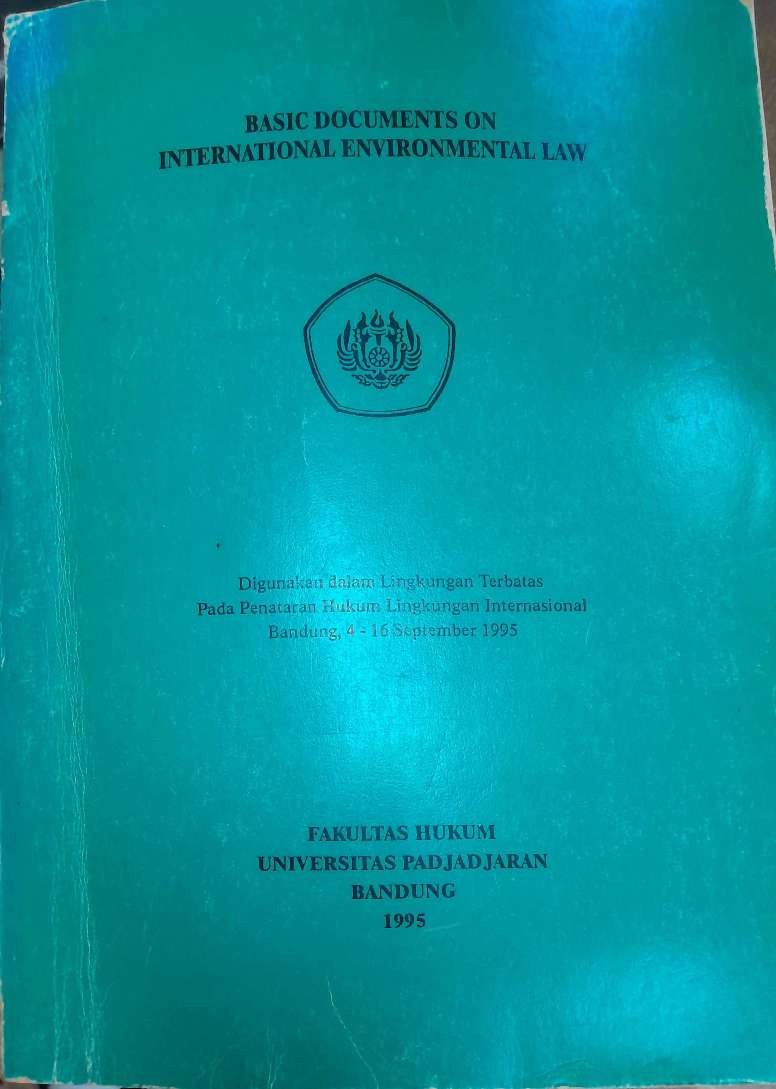 BASIC DOCUMENTS ON
INTERNATIONAL ENVIRONMENTAL LAW
Digunakan dalam Lingkungan Terbatas
Pada Penataran Hukum Lingkungan Internasional
Bandung, 4 - 16 September 1995
FAKULTAS HUKUM
UNIVERSITAS PADJADJARAN
BANDUNG
1995